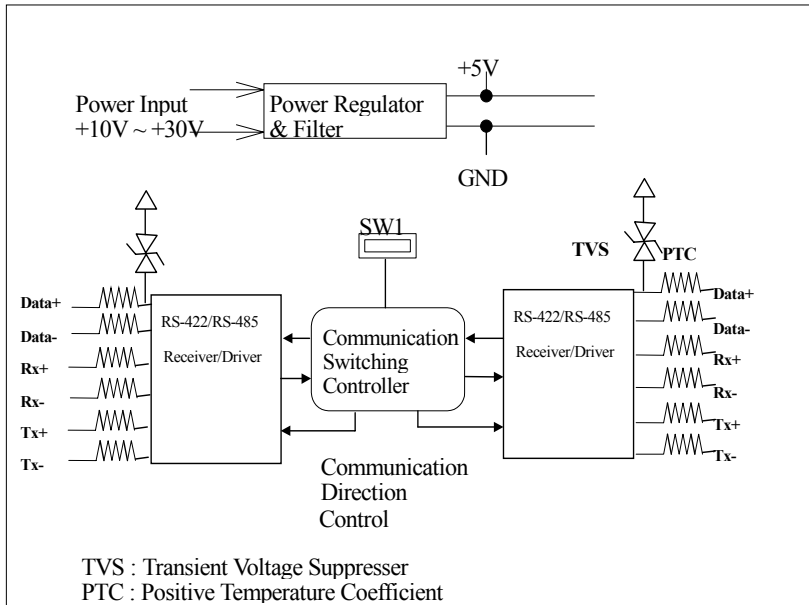 +5V
Power Input
+10V ~ +30V
Power Regulator
& Filter
GND
SW1
TVS
PTC
Data+
Data-
Rx+
Rx-
Tx+
Tx-
RS-422/RS-485
Receiver/Driver
Communication
Switching
Controller
RS-422/RS-485
Receiver/Driver
Data+
Data-
Rx+
Rx-
Tx+
Tx-
Communication
Direction
Control
TVS : Transient Voltage Suppresser
PTC : Positive Temperature Coefficient